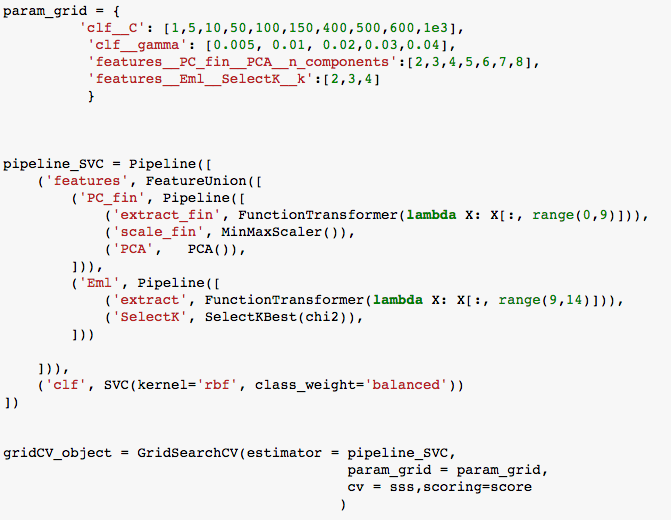 param_grid = {
         'clf__C': [1,5,10,50,100,150,400,500,600,1e3],
          'clf__gamma': [0.005, 0.01, 0.02,0.03,0.04],
          'features__PC_fin__PCA__n_components':[2,3,4,5,6,7,8],
          'features__Eml__SelectK__k':[2,3,4]
          }
pipeline_SVC = Pipeline([
    ('features', FeatureUnion([
        ('PC_fin', Pipeline([
            ('extract_fin', FunctionTransformer(lambda X: X[:, range(0,9)])),
            ('scale_fin', MinMaxScaler()),
            ('PCA',   PCA()),
        ])),
        ('Eml', Pipeline([
            ('extract', FunctionTransformer(lambda X: X[:, range(9,14)])),
            ('SelectK', SelectKBest(chi2)),
        ]))
    ])),
    ('clf', SVC(kernel='rbf', class_weight='balanced'))
])
gridCV_object = GridSearchCV(estimator = pipeline_SVC,
                                         param_grid = param_grid,
                                         cv = sss,scoring=score
                                        )